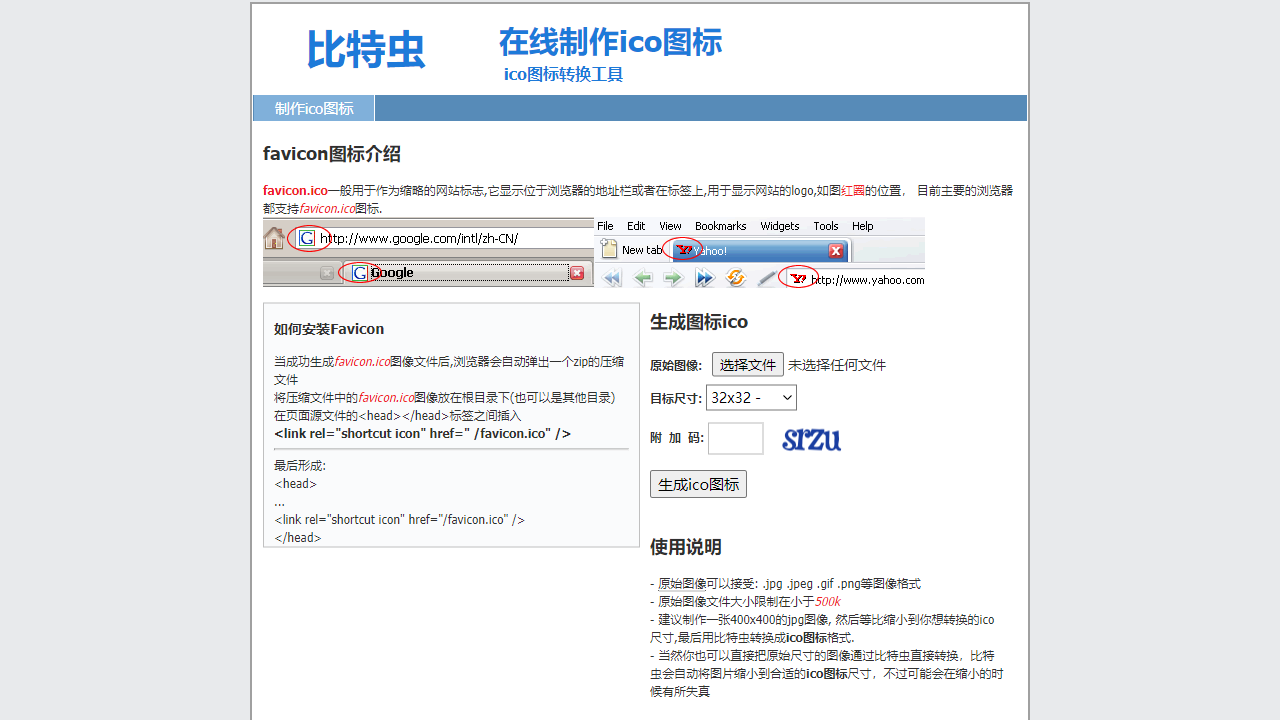 比特虫
在线制作ico图标
ico图标转换工具
制作ico图标
favicon图标介绍
favicon.ico一般用于作为缩略的网站标志,它显示位于浏览器的地址栏或者在标签上,用于显示网站的logo,如图红圈的位置， 目前主要的浏览器
都支持favicon.ico图标.
http://www.google.com/intl/zh-CN/
Google
File Edit View Bookmarks Widgets Tools Help
New tab Yahoo!
http://www.yahoo.com
如何安装Favicon
当成功生成favicon.ico图像文件后,浏览器会自动弹出一个zip的压缩
文件
将压缩文件中的favicon.ico图像放在根目录下(也可以是其他目录)
在页面源文件的<head></head>标签之间插入
<link rel="shortcut icon" href=" /favicon.ico" />
最后形成:
<head>
...
<link rel="shortcut icon" href="/favicon.ico" />
</head>
生成图标ico
原始图像: 选择文件 未选择任何文件
目标尺寸: 32x32 -
附 加 码: srzu
生成ico图标
使用说明
- 原始图像可以接受: .jpg .jpeg .gif .png等图像格式
- 原始图像文件大小限制在小于500k
- 建议制作一张400x400的jpg图像, 然后等比缩小到你想转换的ico
尺寸,最后用比特虫转换成ico图标格式.
- 当然你也可以直接把原始尺寸的图像通过比特虫直接转换，比特
虫会自动将图片缩小到合适的ico图标尺寸，不过可能会在缩小的时
候有所失真